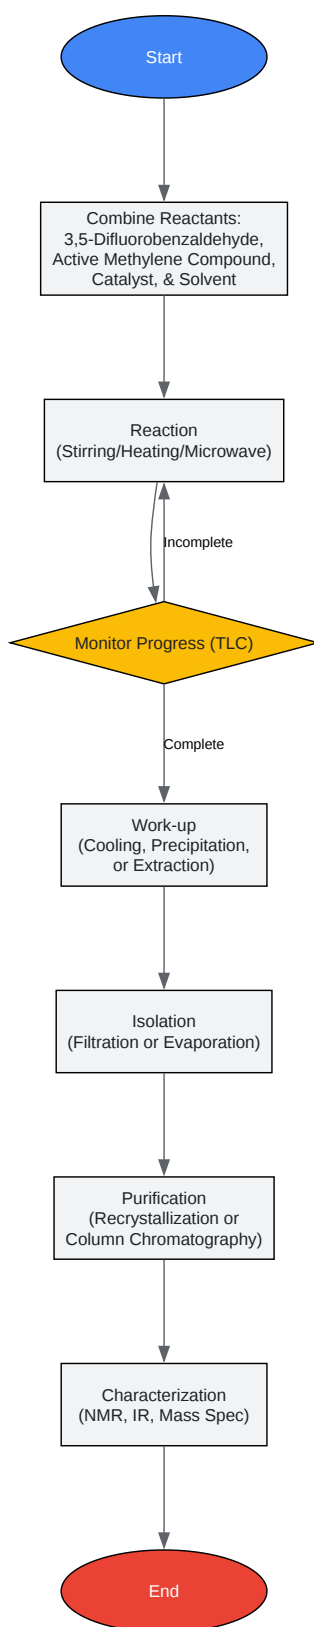 Start
Combine Reactants:
3,5-Difluorobenzaldehyde,
Active Methylene Compound,
Catalyst, & Solvent
Reaction
(Stirring/Heating/Microwave)
Incomplete
Monitor Progress (TLC)
Complete
Work-up
(Cooling, Precipitation,
or Extraction)
Isolation
(Filtration or Evaporation)
Purification
(Recrystallization or
Column Chromatography)
Characterization
(NMR, IR, Mass Spec)
End